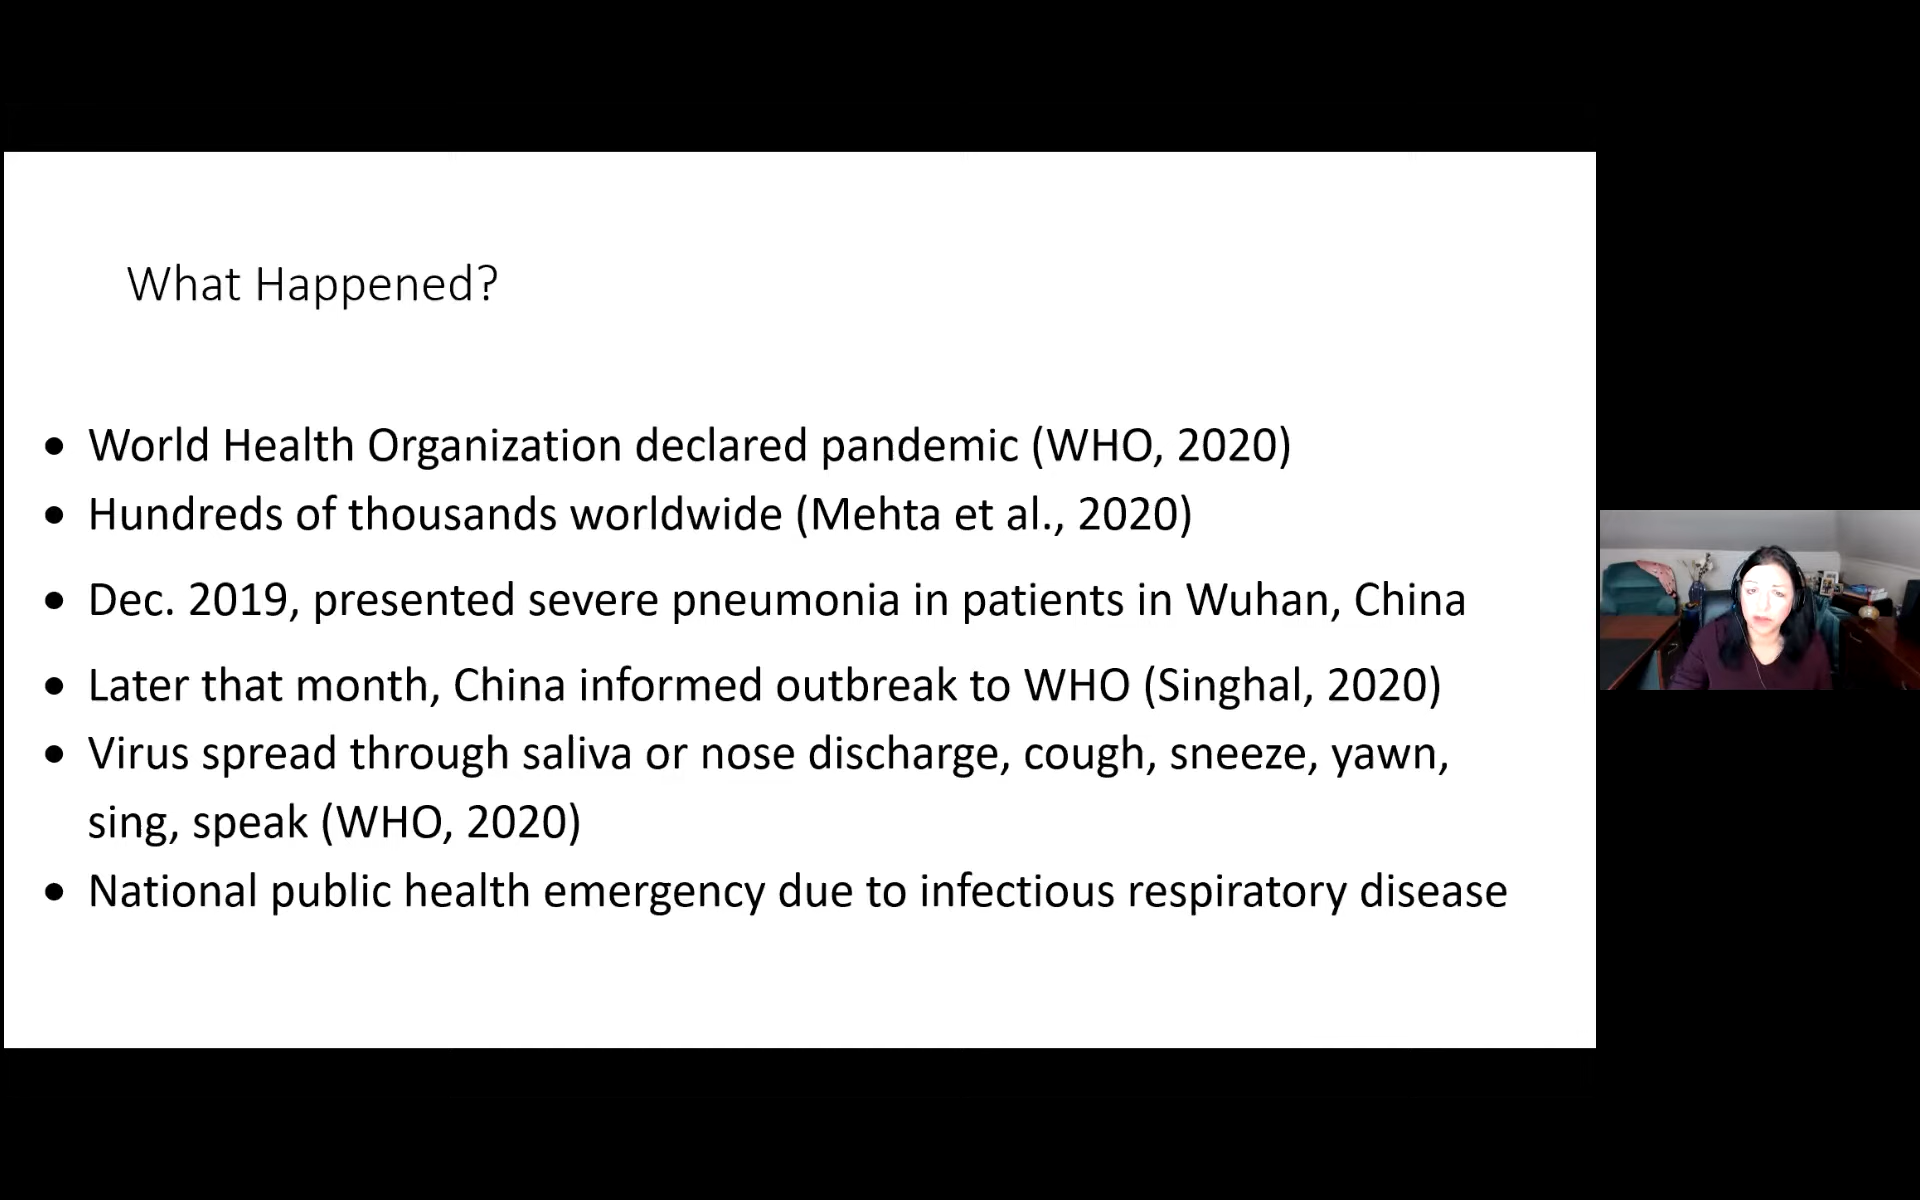 What Happened?
• World Health Organization declared pandemic (WHO, 2020)
• Hundreds of thousands worldwide (Mehta et al., 2020)
• Dec. 2019, presented severe pneumonia in patients in Wuhan, China
• Later that month, China informed outbreak to WHO (Singhal, 2020)
• Virus spread through saliva or nose discharge, cough, sneeze, yawn,
sing, speak (WHO, 2020)
• National public health emergency due to infectious respiratory disease